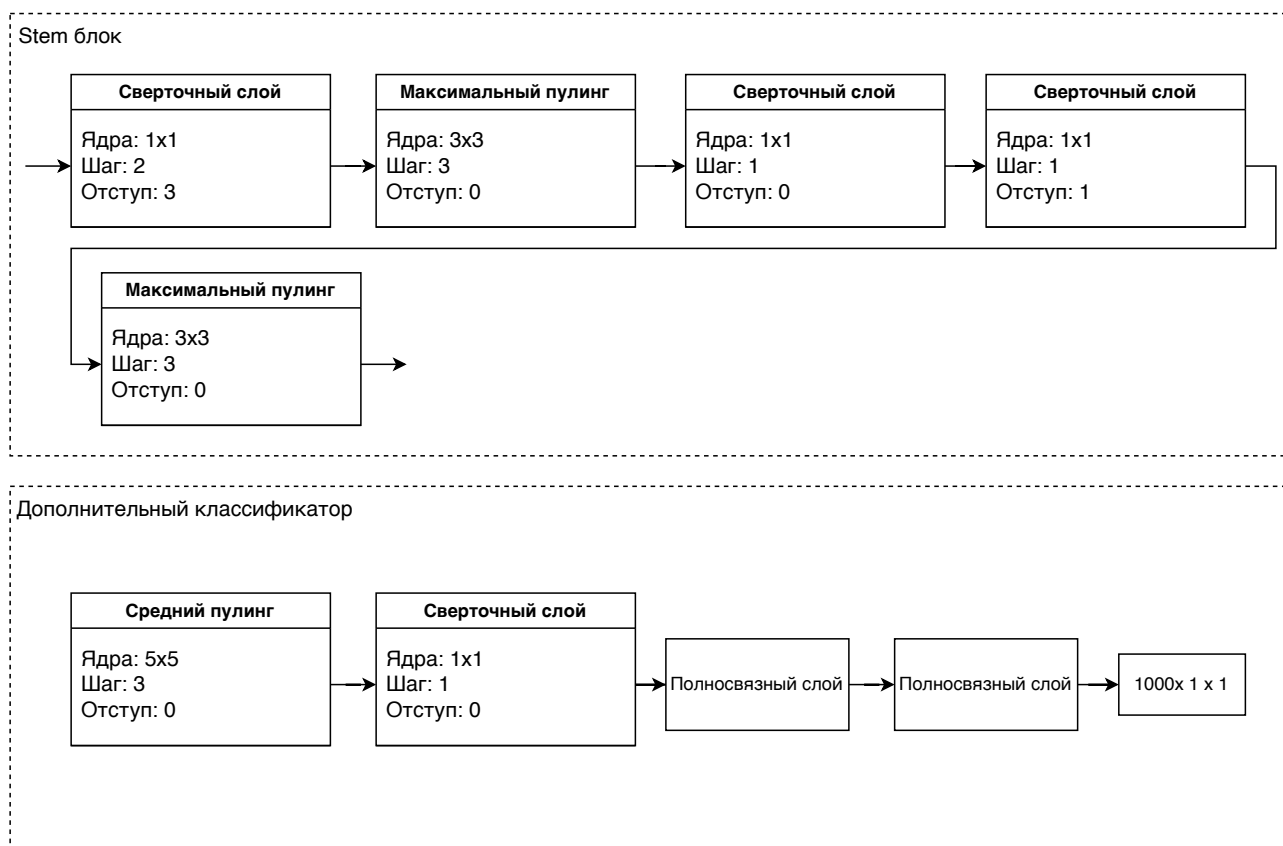 Stem блок
Сверточный слой
Ядра: 1x1
Шаг: 2
Отступ: 3
Максимальный пулинг
Ядра: 3x3
Шаг: 3
Отступ: 0
Сверточный слой
Ядра: 1x1
Шаг: 1
Отступ: 0
Сверточный слой
Ядра: 1x1
Шаг: 1
Отступ: 1
Максимальный пулинг
Ядра: 3x3
Шаг: 3
Отступ: 0
Дополнительный классификатор
Средний пулинг
Ядра: 5x5
Шаг: 3
Отступ: 0
Сверточный слой
Ядра: 1x1
Шаг: 1
Отступ: 0
Полносвязный слой
Полносвязный слой
1000x 1 x 1